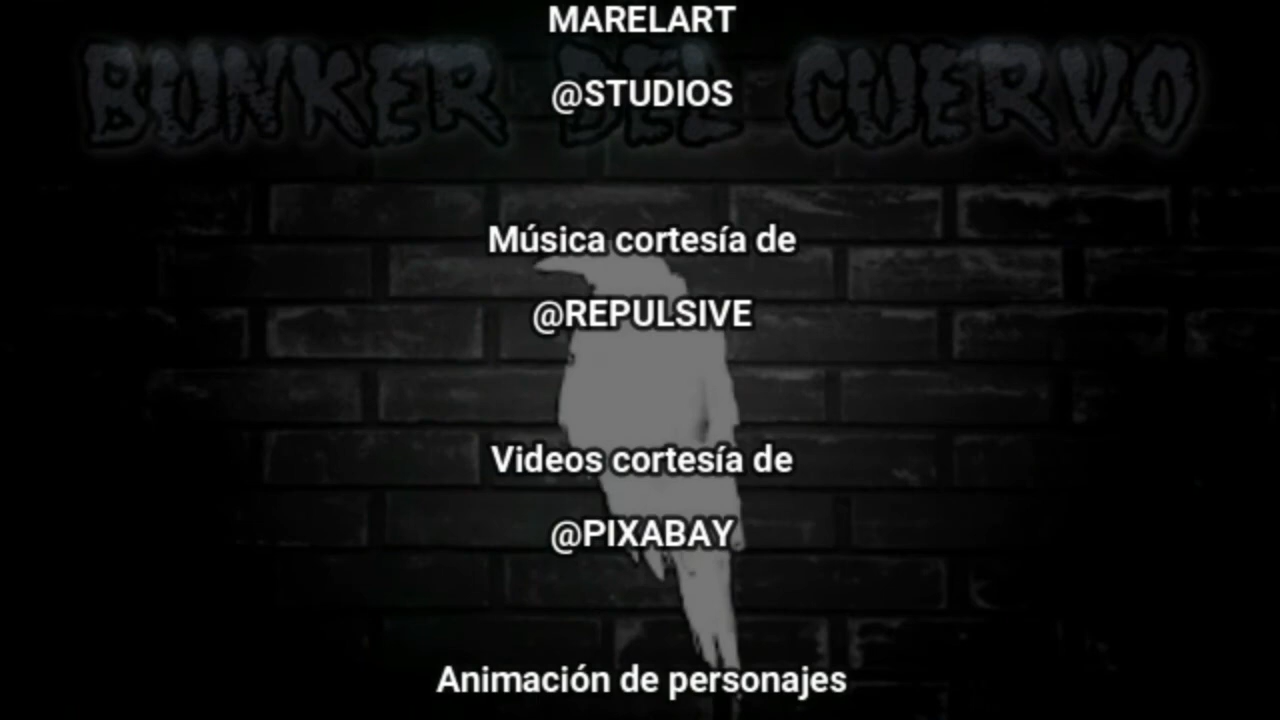 MARELART
BUNKER DEL CUERVO
@STUDIOS
Música cortesía de
@REPULSIVE
Videos cortesía de
@PIXABAY
Animación de personajes